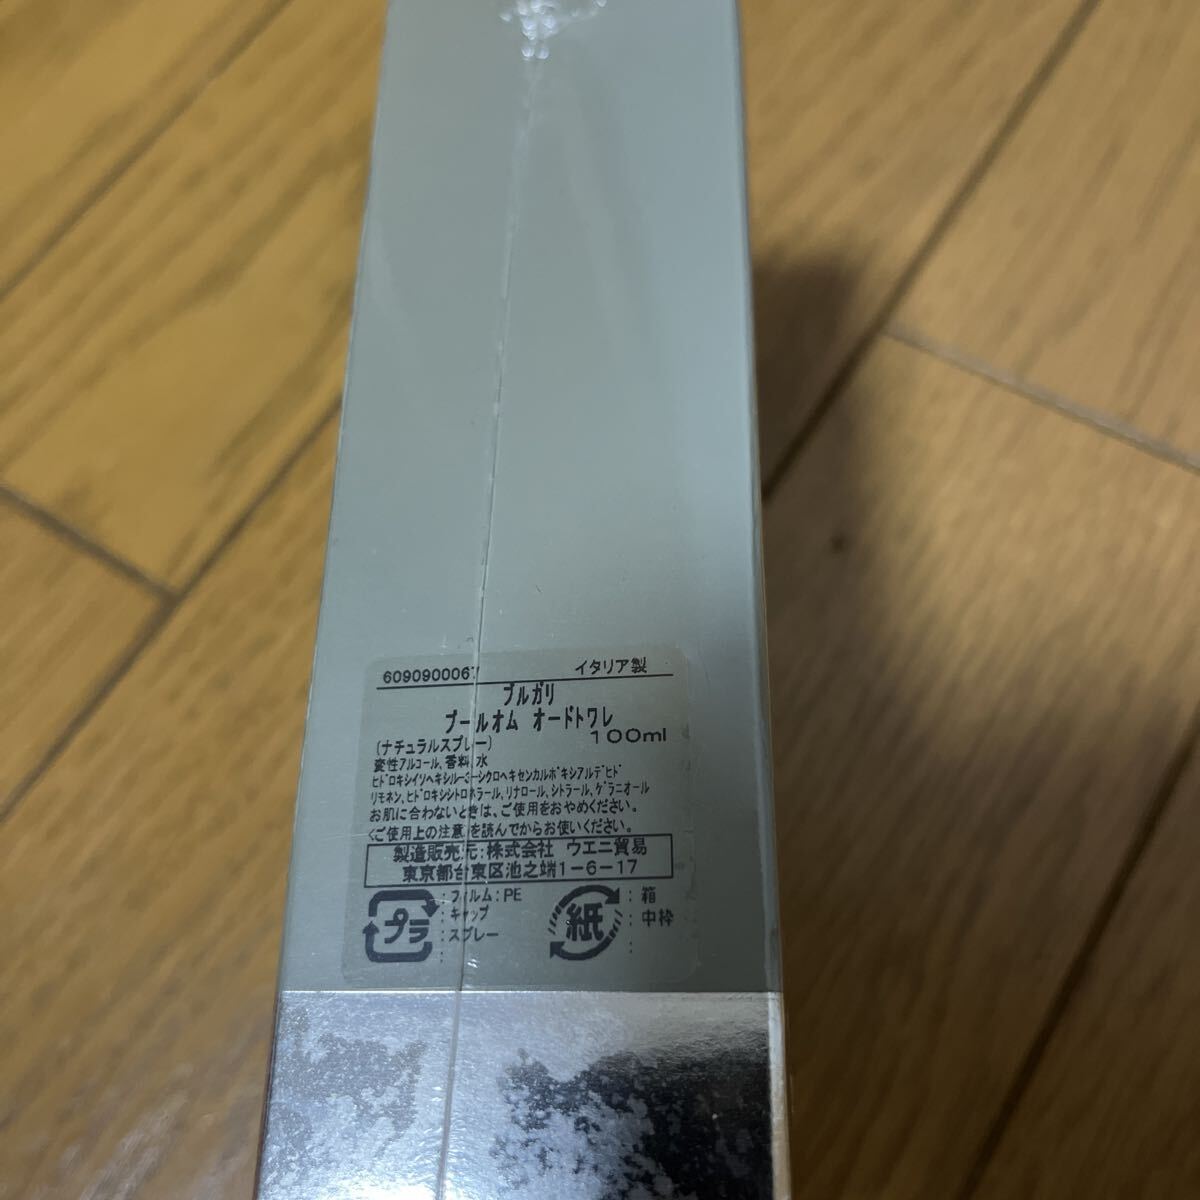 6090900067 イタリア製
ブルガリ
プールオム オードトワレ
100ml
(ナチュラルスプレー)
変性アルコール、香料、水
ヒドロキシイソヘキシル-3-シクロヘキセンカルボキシアルデヒド
リモネン、ヒドロキシシトロネラール、リナロール、シトラール、ゲラニオール
お肌に合わないときは、ご使用をおやめください。
〈ご使用上の注意〉を読んでからお使いください。
製造販売元:株式会社 ウエニ貿易
東京都台東区池之端1-6-17
プラ
:フィルム:PE
:キャップ
:スプレー
:
紙
:箱
:中枠
: